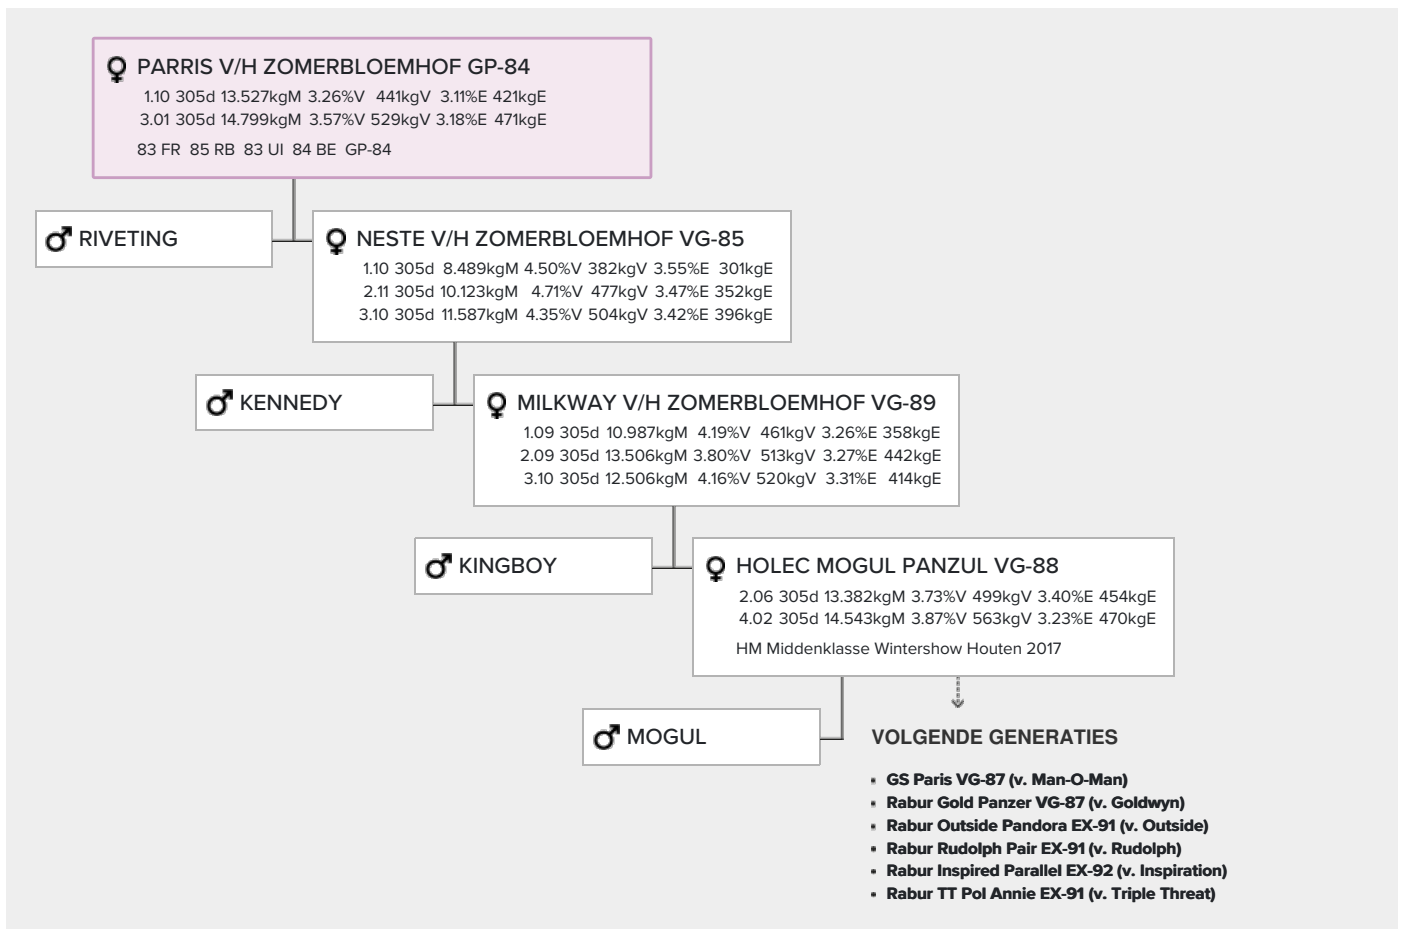 PARRIS V/H ZOMERBLOEMHOF GP-84
1.10 305d 13.527kgM 3.26%V 441kgV 3.11%E 421kgE
3.01 305d 14.799kgM 3.57%V 529kgV 3.18%E 471kgE
83 FR 85 RB 83 UI 84 BE GP-84
RIVETING
NESTE V/H ZOMERBLOEMHOF VG-85
1.10 305d 8.489kgM 4.50%V 382kgV 3.55%E 301kgE
2.11 305d 10.123kgM 4.71%V 477kgV 3.47%E 352kgE
3.10 305d 11.587kgM 4.35%V 504kgV 3.42%E 396kgE
KENNEDY
MILKWAY V/H ZOMERBLOEMHOF VG-89
1.09 305d 10.987kgM 4.19%V 461kgV 3.26%E 358kgE
2.09 305d 13.506kgM 3.80%V 513kgV 3.27%E 442kgE
3.10 305d 12.506kgM 4.16%V 520kgV 3.31%E 414kgE
KINGBOY
HOLEC MOGUL PANZUL VG-88
2.06 305d 13.382kgM 3.73%V 499kgV 3.40%E 454kgE
4.02 305d 14.543kgM 3.87%V 563kgV 3.23%E 470kgE
HM Middenklasse Wintershow Houten 2017
MOGUL
VOLGENDE GENERATIES
GS Paris VG-87 (v. Man-O-Man)
Rabur Gold Panzer VG-87 (v. Goldwyn)
Rabur Outside Pandora EX-91 (v. Outside)
Rabur Rudolph Pair EX-91 (v. Rudolph)
Rabur Inspired Parallel EX-92 (v. Inspiration)
Rabur TT Pol Annie EX-91 (v. Triple Threat)